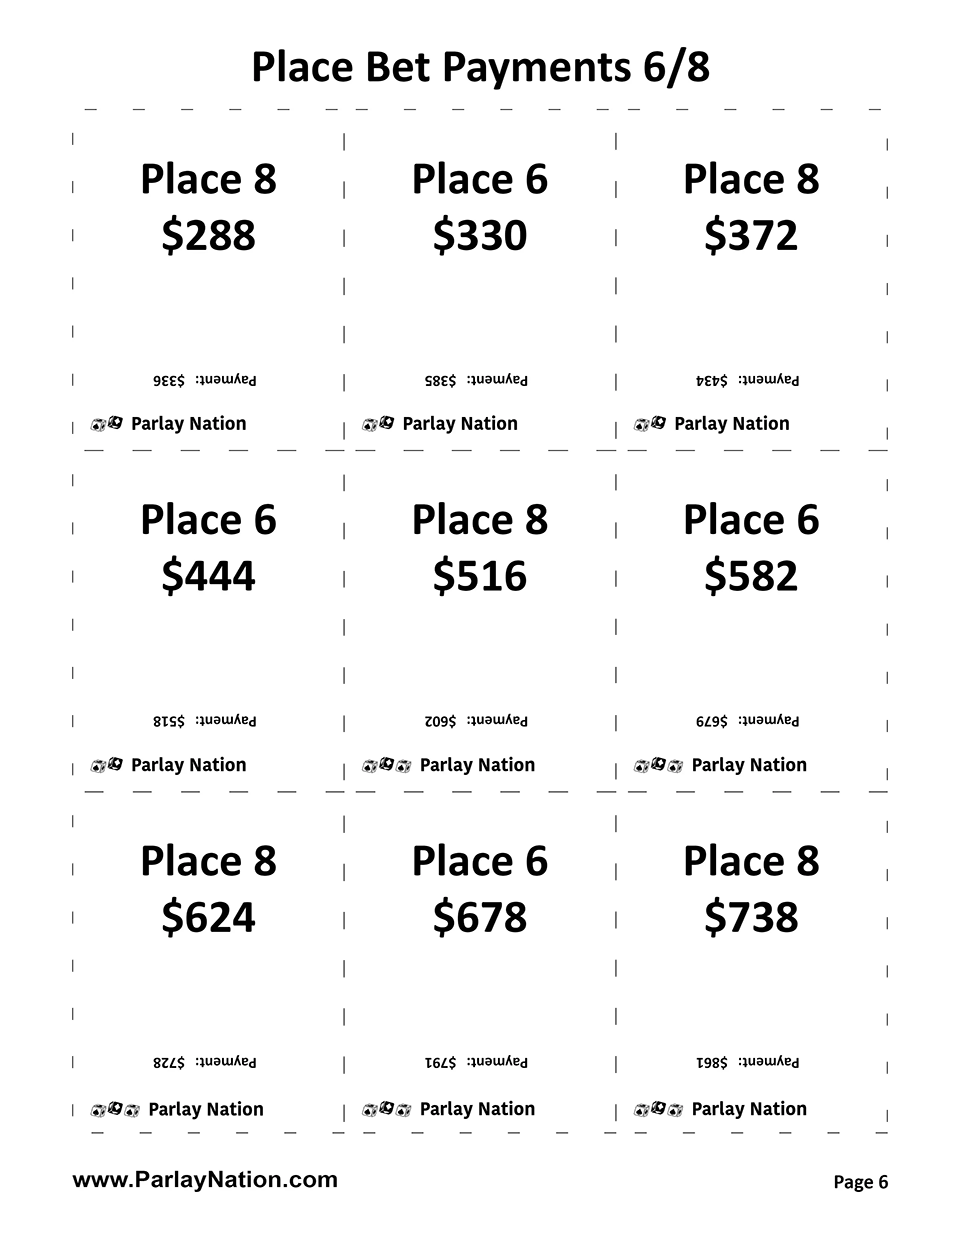 Place Bet Payments 6/8
Place 8
$288
Payment: $336
Parlay Nation
Place 6
$330
Payment: $385
Parlay Nation
Place 8
$372
Payment: $434
Parlay Nation
Place 6
$444
Payment: $518
Parlay Nation
Place 8
$516
Payment: $602
Parlay Nation
Place 6
$582
Payment: $679
Parlay Nation
Place 8
$624
Payment: $728
Parlay Nation
Place 6
$678
Payment: $791
Parlay Nation
Place 8
$738
Payment: $861
Parlay Nation
www.ParlayNation.com
Page 6